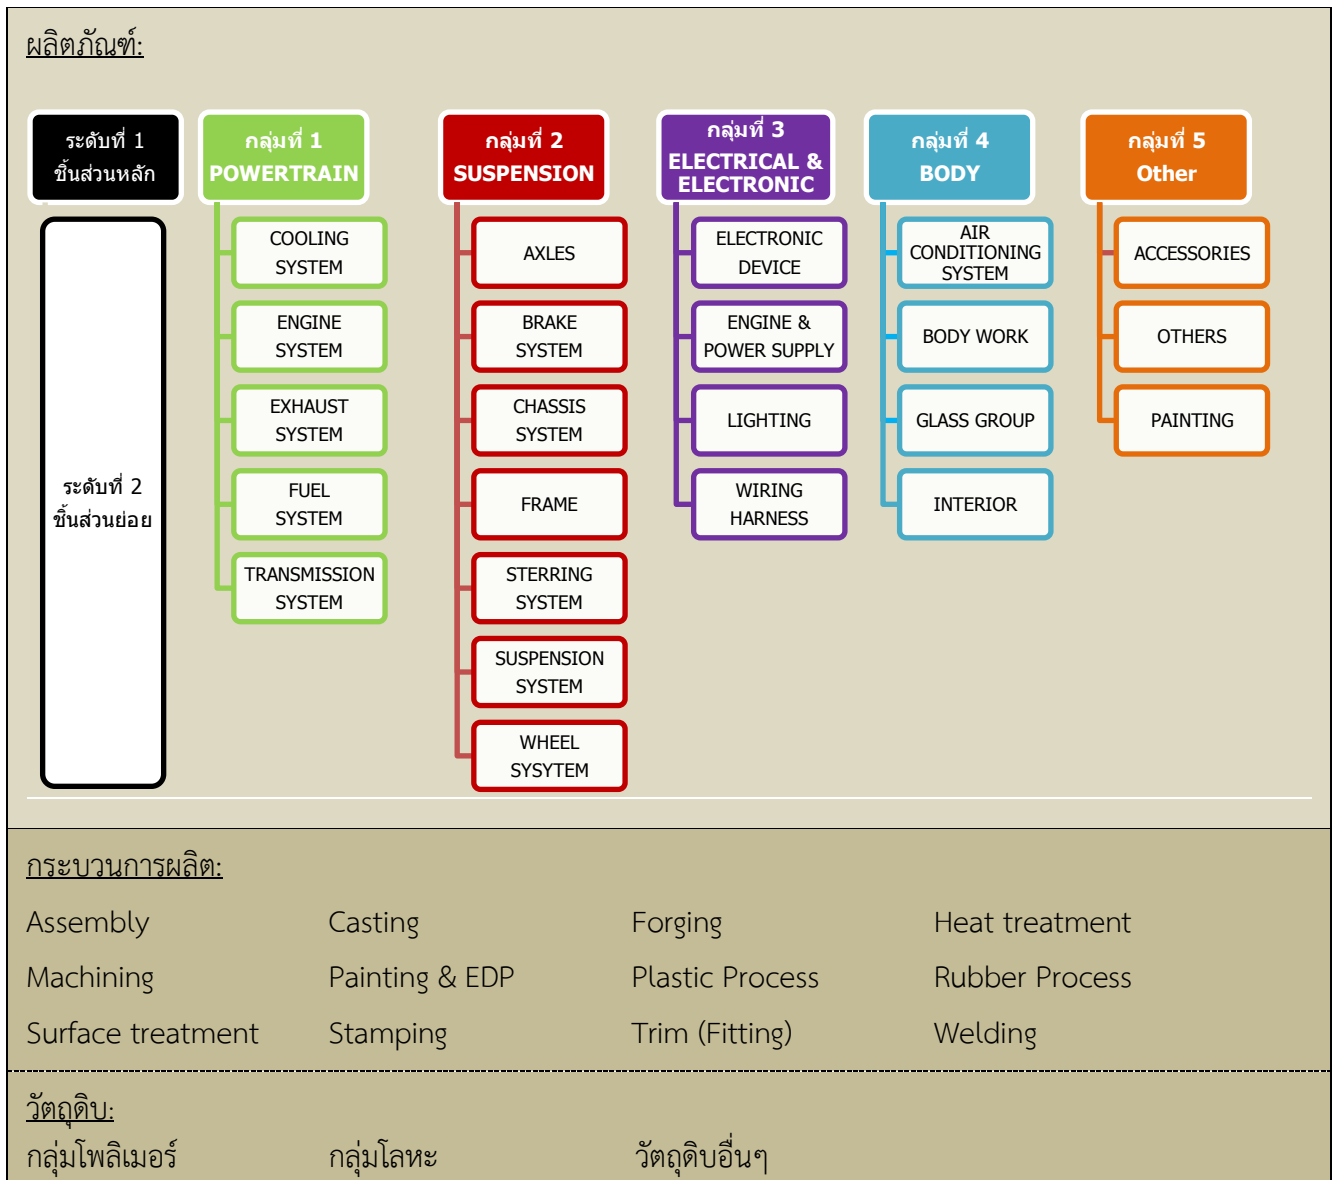 ผลิตภัณฑ์:
ระดับที่ 1
ชิ้นส่วนหลัก
กลุ่มที่ 1
POWERTRAIN
กลุ่มที่ 2
SUSPENSION
กลุ่มที่ 3
ELECTRICAL &
ELECTRONIC
กลุ่มที่ 4
BODY
กลุ่มที่ 5
Other
ระดับที่ 2
ชิ้นส่วนย่อย
COOLING
SYSTEM
ENGINE
SYSTEM
EXHAUST
SYSTEM
FUEL
SYSTEM
TRANSMISSION
SYSTEM
AXLES
BRAKE
SYSTEM
CHASSIS
SYSTEM
FRAME
STERRING
SYSTEM
SUSPENSION
SYSTEM
WHEEL
SYSYTEM
ELECTRONIC
DEVICE
ENGINE &
POWER SUPPLY
LIGHTING
WIRING
HARNESS
AIR
CONDITIONING
SYSTEM
BODY WORK
GLASS GROUP
INTERIOR
ACCESSORIES
OTHERS
PAINTING
กระบวนการผลิต:
Assembly Casting Forging Heat treatment
Machining Painting & EDP Plastic Process Rubber Process
Surface treatment Stamping Trim (Fitting) Welding
วัตถุดิบ:
กลุ่มโพลิเมอร์ กลุ่มโลหะ วัตถุดิบอื่นๆ